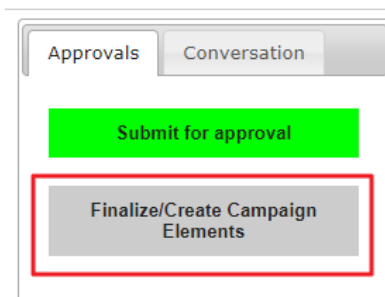 Approvals Conversation
Submit for approval
Finalize/Create Campaign
Elements